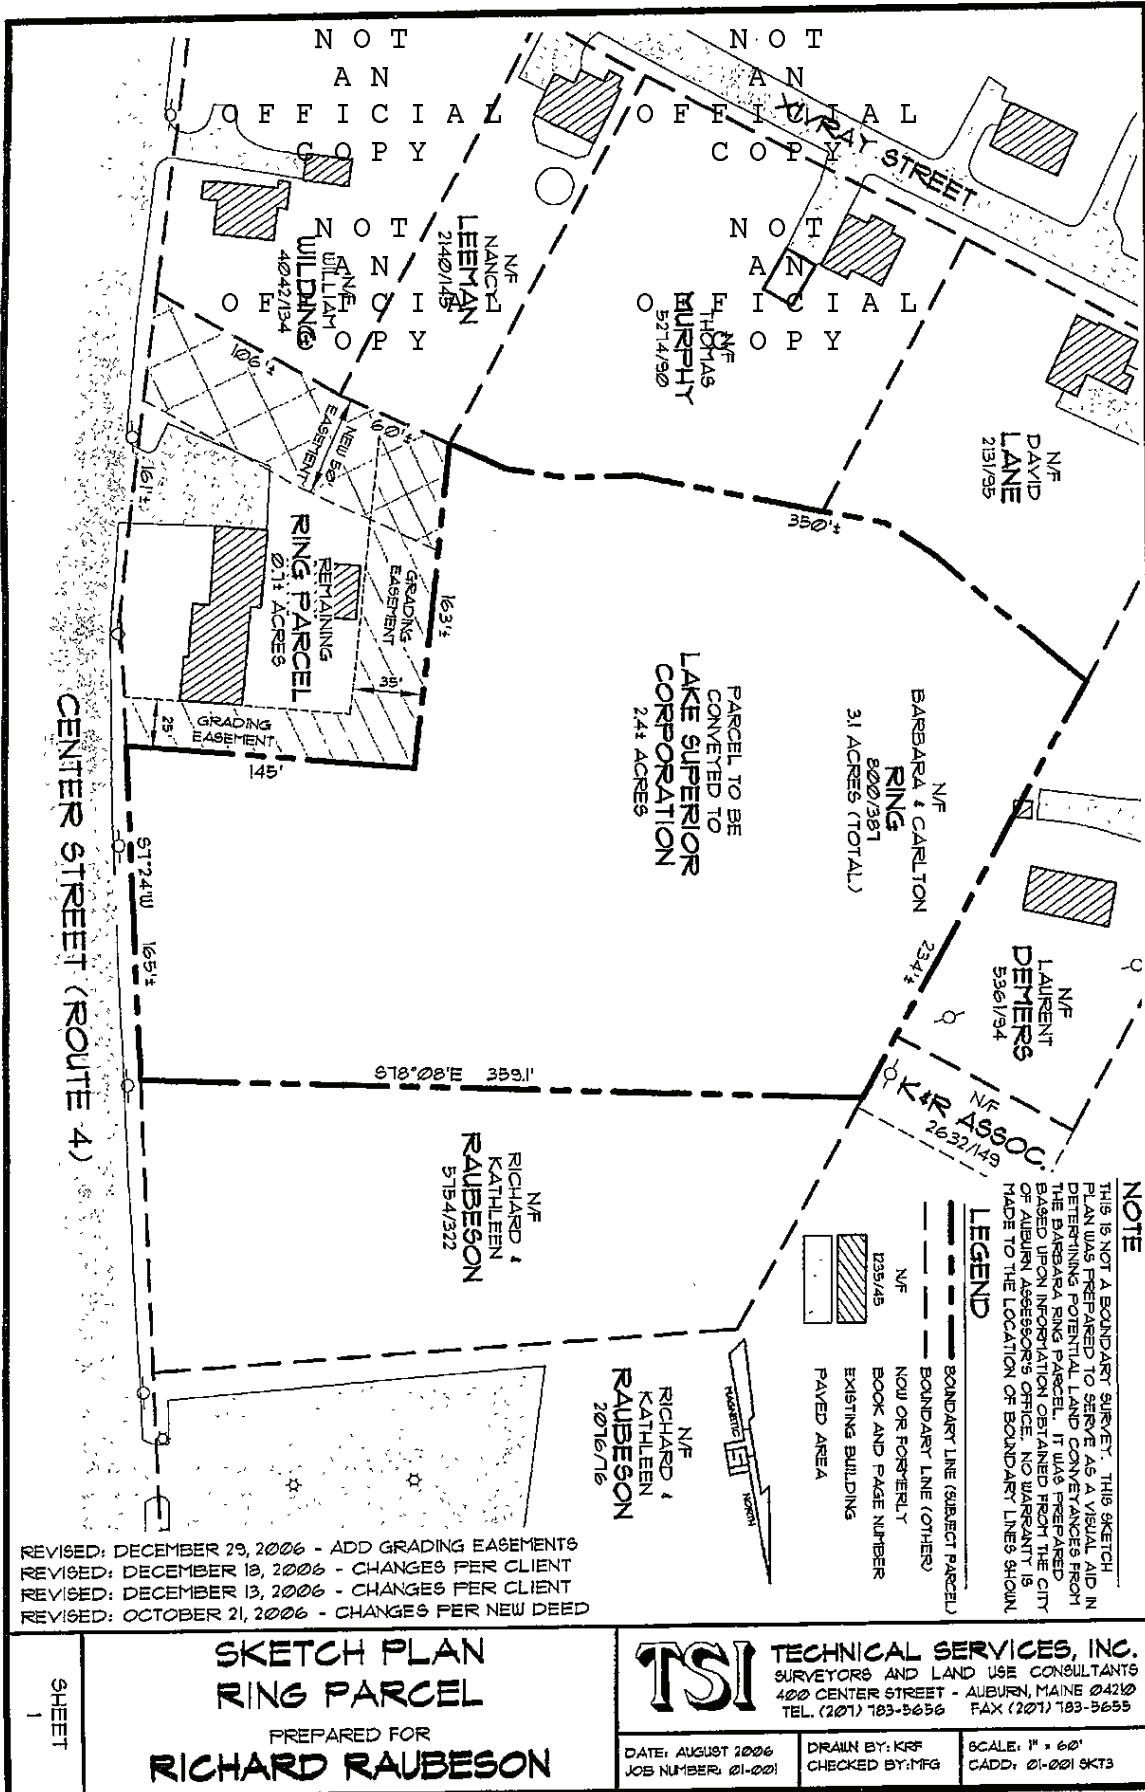 NOT
AN
OFFICIAL
COPY
NOT
AN
OFFICIAL
COPY
NOT
AN
OFFICIAL
COPY
NOT
AN
OFFICIAL
COPY
STREET
N/F
NANCY L
LEEMAN
2140/145
N/F
WILLIAM
WILDING
4042/134
N/F
THOMAS
MURPHY
5274/90
N/F
DAVID
LANE
2131/95
106'±
60'±
NEW 50'
EASEMENT
161'±
350'±
163'±
GRADING
EASEMENT
REMAINING
RING PARCEL
0.7± ACRES
35'
25'
GRADING
EASEMENT
145'
PARCEL TO BE
CONVEYED TO
LAKE SUPERIOR
CORPORATION
2.4± ACRES
N/F
BARBARA & CARLTON
RING
800/387
3.1 ACRES (TOTAL)
234'±
N/F
LAURENT
DEMERS
5361/94
N/F
K&R ASSOC.
2632/149
CENTER STREET (ROUTE 4)
S7°24'W 165'±
S78°08'E 359.1'
N/F
RICHARD &
KATHLEEN
RAUBESON
5754/322
N/F
RICHARD &
KATHLEEN
RAUBESON
2076/76
MAGNETIC
NORTH
NOTE
THIS IS NOT A BOUNDARY SURVEY. THIS SKETCH
PLAN WAS PREPARED TO SERVE AS A VISUAL AID IN
DETERMINING POTENTIAL LAND CONVEYANCES FROM
THE BARBARA RING PARCEL. IT WAS PREPARED
BASED UPON INFORMATION OBTAINED FROM THE CITY
OF AUBURN ASSESSOR'S OFFICE. NO WARRANTY IS
MADE TO THE LOCATION OF BOUNDARY LINES SHOWN.
LEGEND
BOUNDARY LINE (SUBJECT PARCEL)
BOUNDARY LINE (OTHER)
N/F NOW OR FORMERLY
1235/45 BOOK AND PAGE NUMBER
EXISTING BUILDING
PAVED AREA
REVISED: DECEMBER 29, 2006 - ADD GRADING EASEMENTS
REVISED: DECEMBER 18, 2006 - CHANGES PER CLIENT
REVISED: DECEMBER 13, 2006 - CHANGES PER CLIENT
REVISED: OCTOBER 21, 2006 - CHANGES PER NEW DEED
SHEET
1
SKETCH PLAN
RING PARCEL
PREPARED FOR
RICHARD RAUBESON
TSI
TECHNICAL SERVICES, INC.
SURVEYORS AND LAND USE CONSULTANTS
400 CENTER STREET - AUBURN, MAINE 04210
TEL. (207) 783-5656 FAX (207) 783-5655
DATE: AUGUST 2006
JOB NUMBER: 01-001
DRAWN BY: KRF
CHECKED BY: MFG
SCALE: 1" = 60'
CADD: 01-001 SKT3